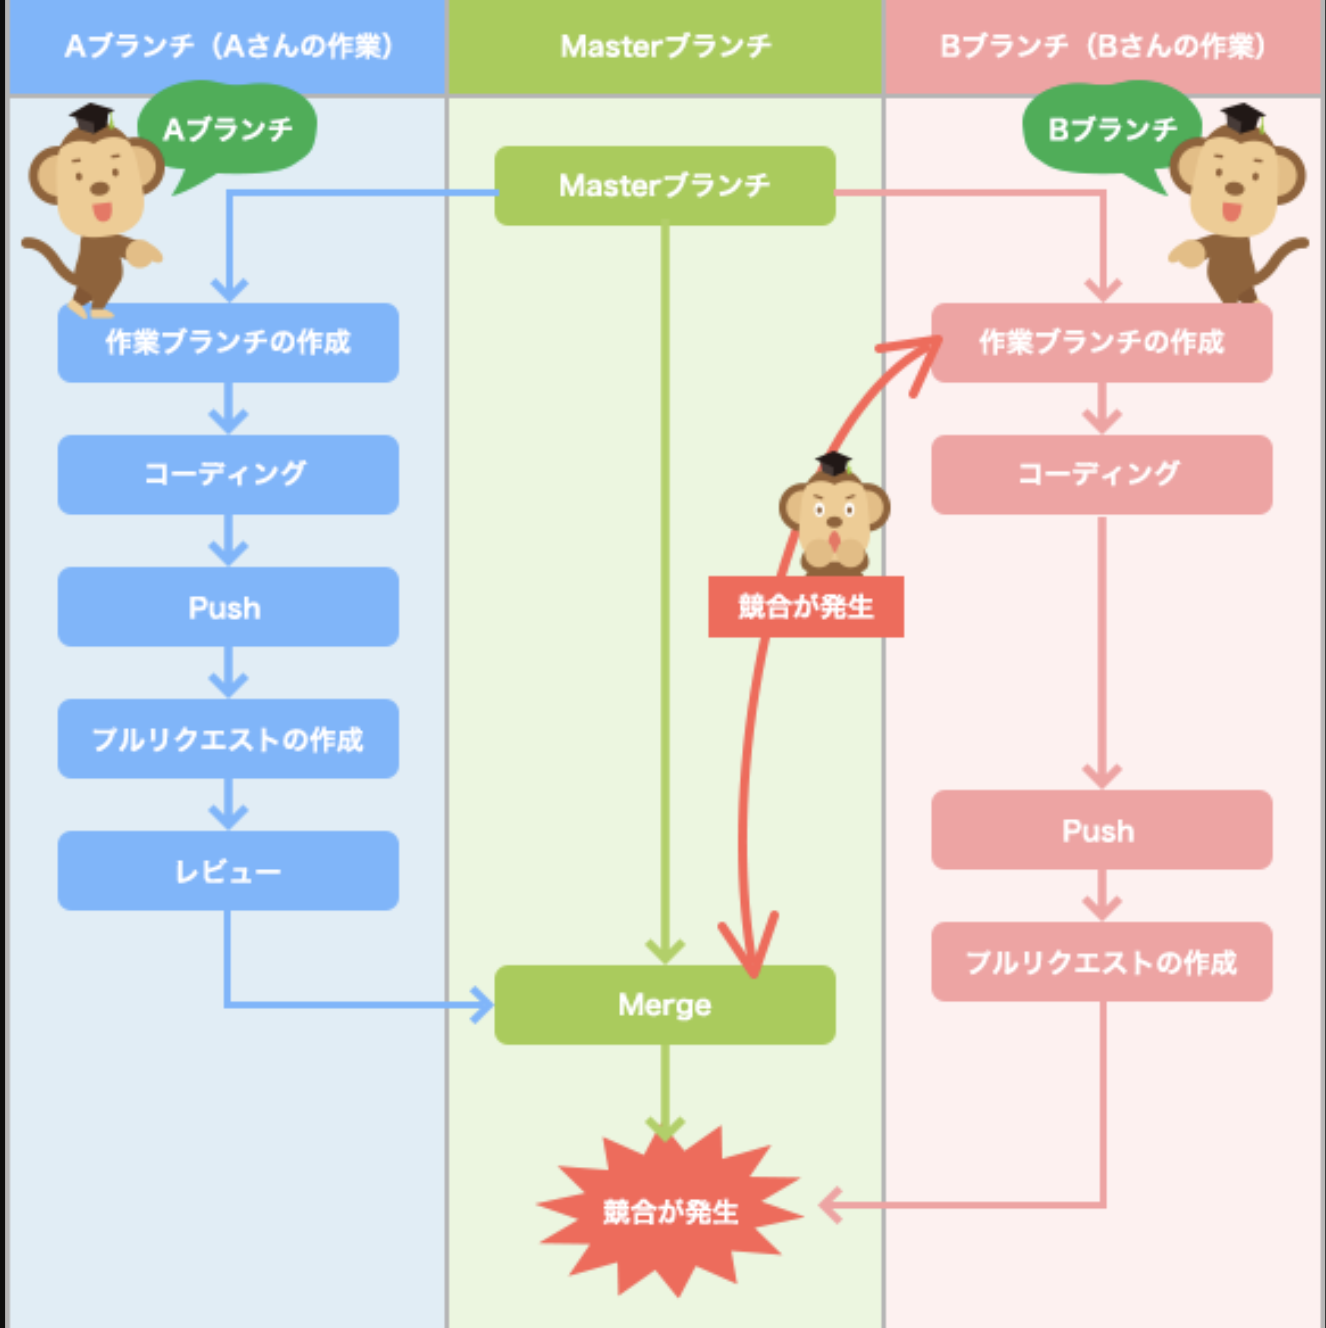 Aブランチ（Aさんの作業）
Masterブランチ
Bブランチ（Bさんの作業）
Aブランチ
Bブランチ
Masterブランチ
作業ブランチの作成
作業ブランチの作成
コーディング
コーディング
Push
競合が発生
プルリクエストの作成
Push
レビュー
プルリクエストの作成
Merge
競合が発生